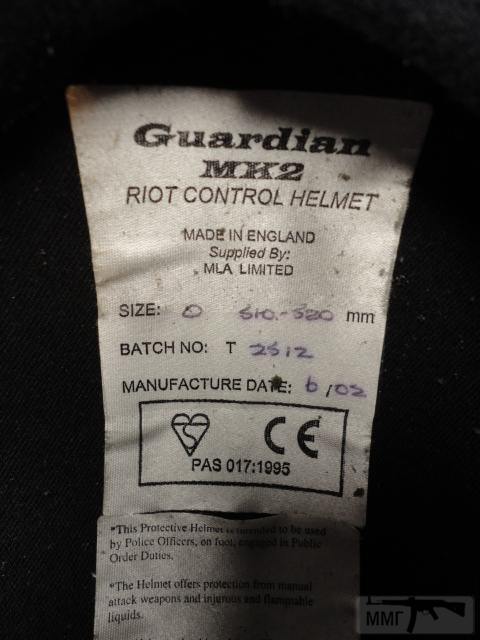 Guardian
MK2
RIOT CONTROL HELMET
MADE IN ENGLAND
Supplied By:
MLA LIMITED
SIZE: 0 510-520 mm
BATCH NO: T 2512
MANUFACTURE DATE: 6/02
CE
PAS 017:1995
*This Protective Helmet is intended to be used
by Police Officers, on foot, engaged in Public
Order Duties.
*The Helmet offers protection from manual
attack weapons and injurous and flammable
liquids.
ММГ